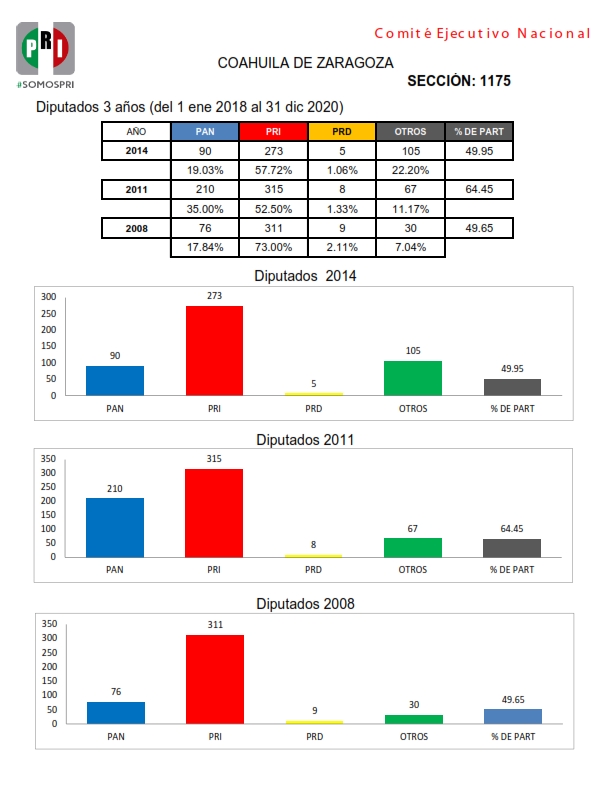 Comité Ejecutivo Nacional
PRI
#SOMOSPRI
COAHUILA DE ZARAGOZA
SECCIÓN: 1175
Diputados 3 años (del 1 ene 2018 al 31 dic 2020)
AÑO PAN PRI PRD OTROS % DE PART
2014 90 273 5 105 49.95
19.03% 57.72% 1.06% 22.20%
2011 210 315 8 67 64.45
35.00% 52.50% 1.33% 11.17%
2008 76 311 9 30 49.65
17.84% 73.00% 2.11% 7.04%
Diputados 2014
300
250
200
150
100
50
0
90 273 5 105 49.95
PAN PRI PRD OTROS % DE PART
Diputados 2011
350
300
250
200
150
100
50
0
210 315 8 67 64.45
PAN PRI PRD OTROS % DE PART
Diputados 2008
350
300
250
200
150
100
50
0
76 311 9 30 49.65
PAN PRI PRD OTROS % DE PART